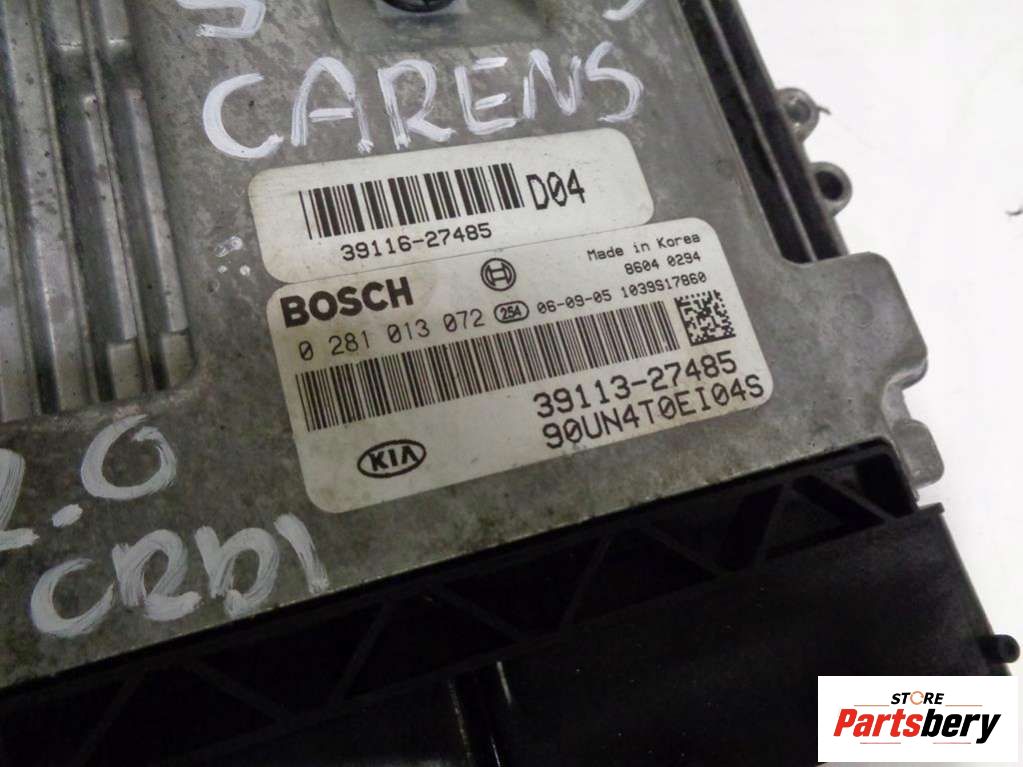 CARENS
D04
39116-27485
Made in Korea
8604 0294
BOSCH
0 281 013 072 254 06-09-05 1039S17860
39113-27485
90UN4T0EI04S
KIA
2.0
CRDI
STORE
Partsbery